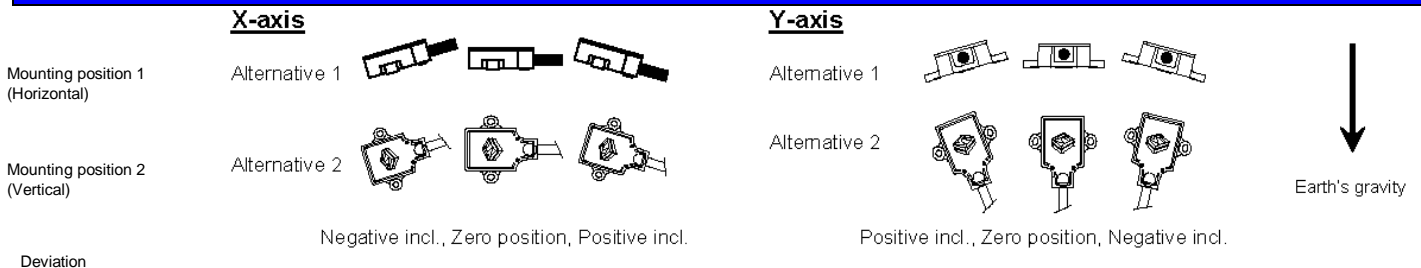 X-axis
Y-axis
Mounting position 1
(Horizontal)
Alternative 1
Alternative 1
Alternative 2
Alternative 2
Mounting position 2
(Vertical)
Earth's gravity
Negative incl., Zero position, Positive incl.
Positive incl., Zero position, Negative incl.
Deviation